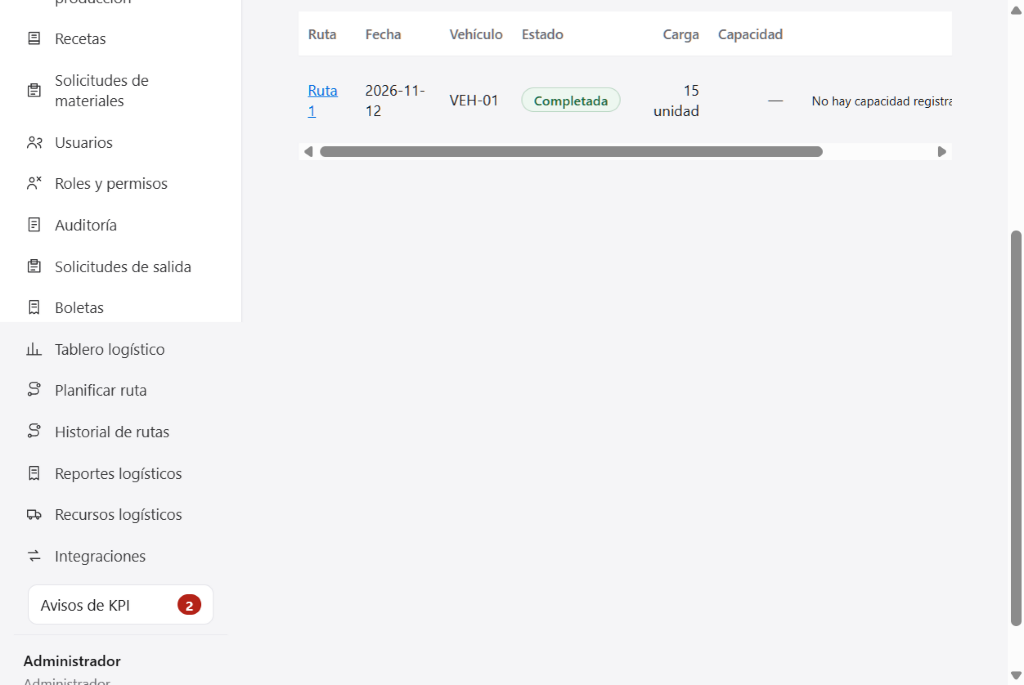 producción
Recetas
Solicitudes de
materiales
Usuarios
Roles y permisos
Auditoría
Solicitudes de salida
Boletas
Tablero logístico
Planificar ruta
Historial de rutas
Reportes logísticos
Recursos logísticos
Integraciones
Avisos de KPI 2
Administrador
Administrador
Ruta Fecha Vehículo Estado Carga Capacidad
Ruta 1 2026-11-12 VEH-01 Completada 15 unidad — No hay capacidad registra